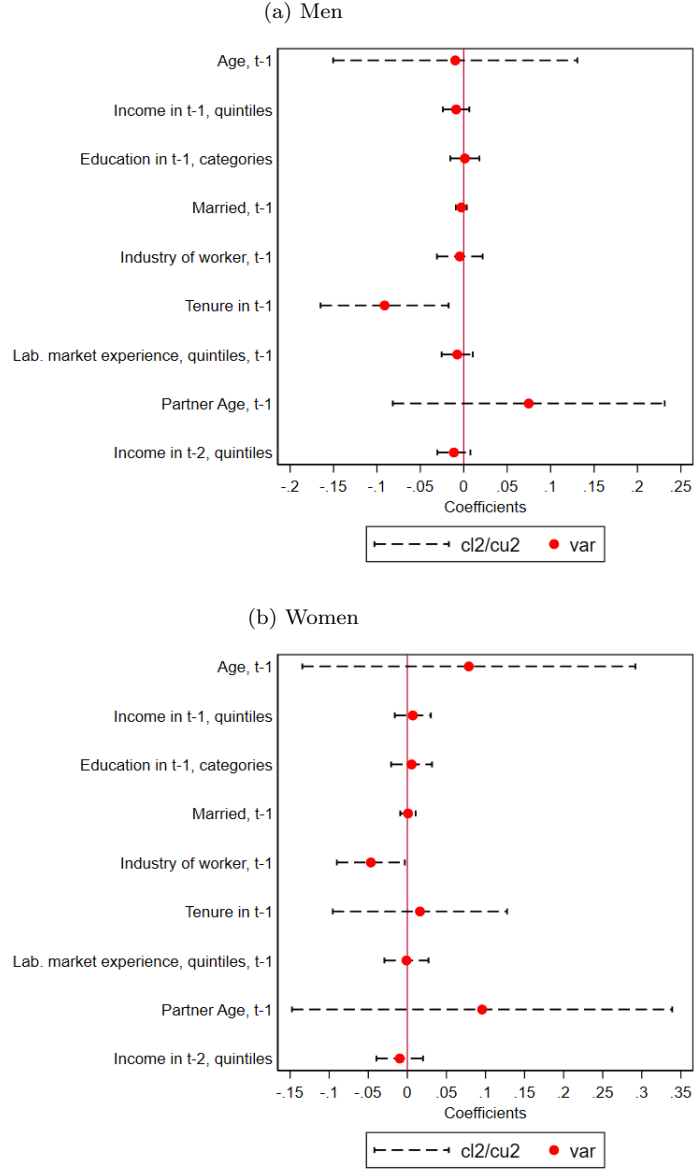 (a) Men
Age, t-1
Income in t-1, quintiles
Education in t-1, categories
Married, t-1
Industry of worker, t-1
Tenure in t-1
Lab. market experience, quintiles, t-1
Partner Age, t-1
Income in t-2, quintiles
-.2 -.15 -.1 -.05 0 .05 .1 .15 .2 .25
Coefficients
cl2/cu2 var
(b) Women
Age, t-1
Income in t-1, quintiles
Education in t-1, categories
Married, t-1
Industry of worker, t-1
Tenure in t-1
Lab. market experience, quintiles, t-1
Partner Age, t-1
Income in t-2, quintiles
-.15 -.1 -.05 0 .05 .1 .15 .2 .25 .3 .35
Coefficients
cl2/cu2 var